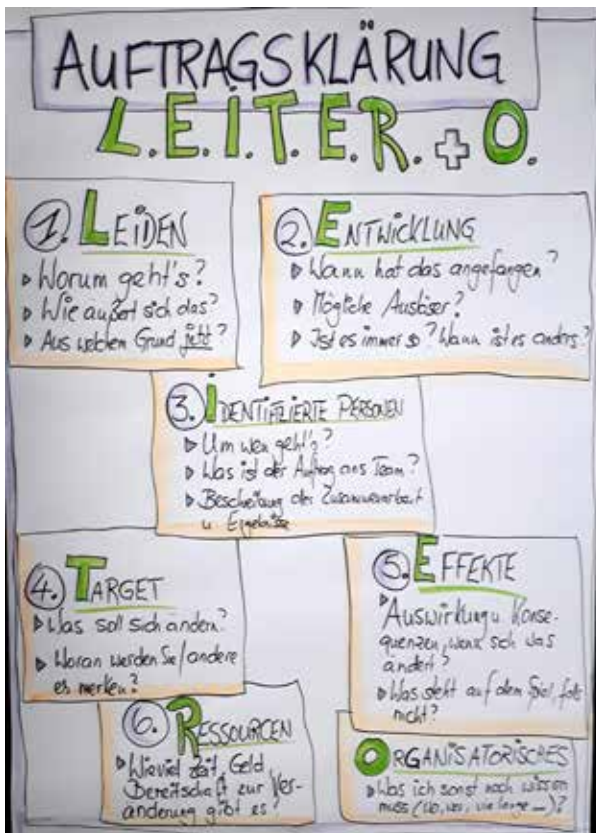 AUFTRAGSKLÄRUNG
L.E.I.T.E.R. + O.
1. LEIDEN
Worum geht's?
Wie äußert sich das?
Aus welchem Grund jetzt?
2. ENTWICKLUNG
Wann hat das angefangen?
Mögliche Auslöser?
Ist es immer so? Wann ist es anders?
3. IDENTIFIZIERTE PERSONEN
Um wen geht's?
Was ist der Auftrag ans Team?
Beschreibung der Zusammenarbeit
u. Ergebnisse
4. TARGET
Was soll sich ändern?
Woran werden Sie/andere
es merken?
5. EFFEKTE
Auswirkung u. Konse-
quenzen, wenn sich was
ändert?
Was steht auf dem Spiel, falls
nicht?
6. RESSOURCEN
Wieviel Zeit, Geld,
Bereitschaft zur Ver-
änderung gibt es?
ORGANISATORISCHES
Was ich sonst noch wissen
muss (wo, wer, wie lange ...)?